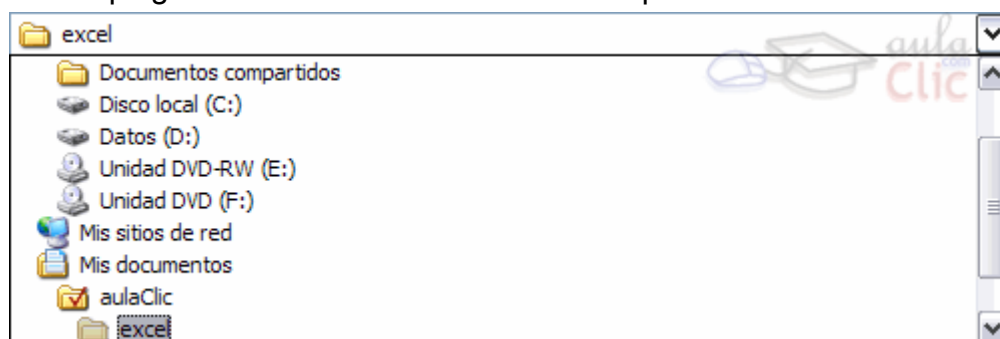 excel
aula
.com
Clic
Documentos compartidos
Disco local (C:)
Datos (D:)
Unidad DVD-RW (E:)
Unidad DVD (F:)
Mis sitios de red
Mis documentos
aulaClic
excel